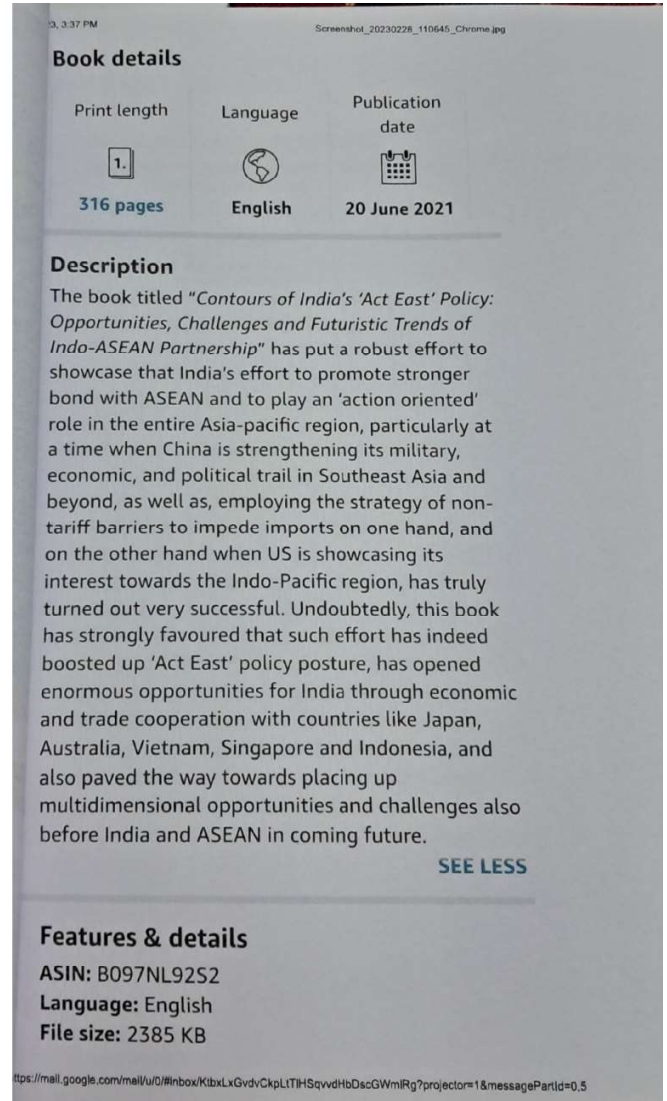 3, 3:37 PM
Screenshot_20230228_110645_Chrome.jpg
Book details
Print length
Language
Publication
date
1.
316 pages
English
20 June 2021
Description
The book titled "Contours of India's 'Act East' Policy:
Opportunities, Challenges and Futuristic Trends of
Indo-ASEAN Partnership" has put a robust effort to
showcase that India's effort to promote stronger
bond with ASEAN and to play an 'action oriented'
role in the entire Asia-pacific region, particularly at
a time when China is strengthening its military,
economic, and political trail in Southeast Asia and
beyond, as well as, employing the strategy of non-
tariff barriers to impede imports on one hand, and
on the other hand when US is showcasing its
interest towards the Indo-Pacific region, has truly
turned out very successful. Undoubtedly, this book
has strongly favoured that such effort has indeed
boosted up 'Act East' policy posture, has opened
enormous opportunities for India through economic
and trade cooperation with countries like Japan,
Australia, Vietnam, Singapore and Indonesia, and
also paved the way towards placing up
multidimensional opportunities and challenges also
before India and ASEAN in coming future.
SEE LESS
Features & details
ASIN: B097NL92S2
Language: English
File size: 2385 KB
ttps://mail.google.com/mail/u/0/#inbox/KtbxLxGvdvCkpLtTlHSqvvdHbDscGWmlRg?projector=1&messagePartId=0.5